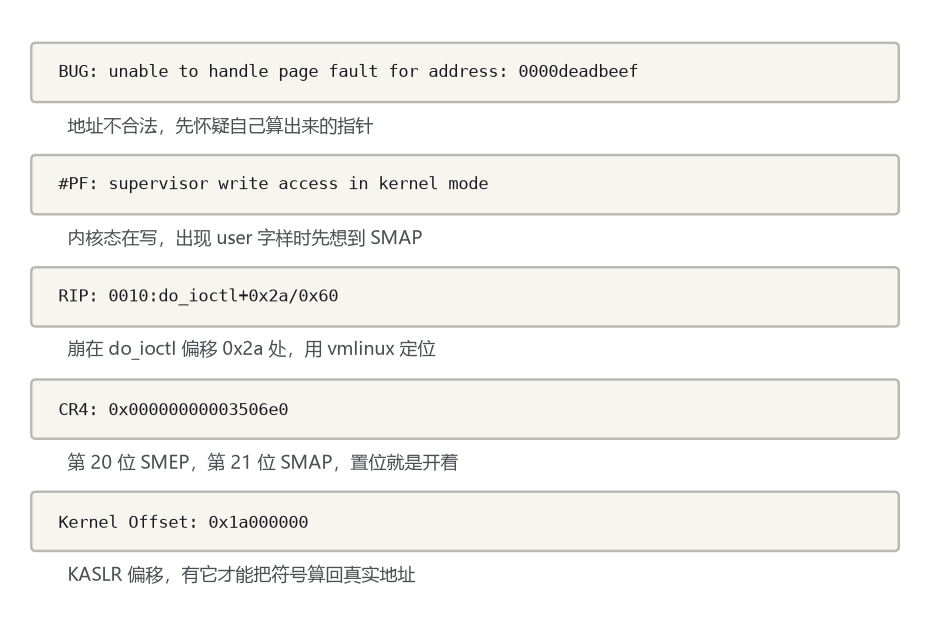 BUG: unable to handle page fault for address: 0000deadbeef
地址不合法，先怀疑自己算出来的指针
#PF: supervisor write access in kernel mode
内核态在写，出现 user 字样时先想到 SMAP
RIP: 0010:do_ioctl+0x2a/0x60
崩在 do_ioctl 偏移 0x2a 处，用 vmlinux 定位
CR4: 0x00000000003506e0
第 20 位 SMEP，第 21 位 SMAP，置位就是开着
Kernel Offset: 0x1a000000
KASLR 偏移，有它才能把符号算回真实地址